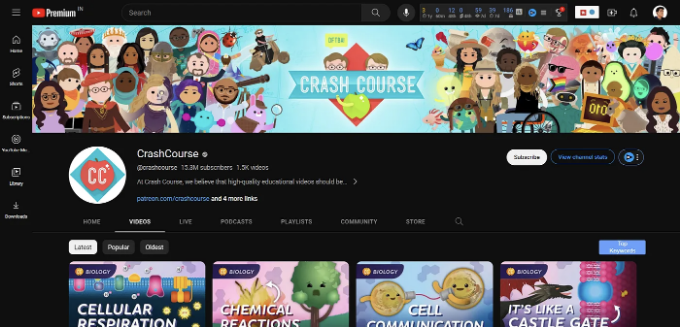 Premium IN
Search
Home
Shorts
Subscriptions
Library
Downloads
OPTIMI
CRASH COURSE
CC
CrashCourse
@crashcourse 15.3M subscribers 1.5K videos
At Crash Course, we believe that high-quality educational videos should be...
patreon.com/crashcourse and 4 more links
Subscribe
View channel stats
HOME VIDEOS LIVE PODCASTS PLAYLISTS COMMUNITY STORE
Latest Popular Oldest
Top
Keywords
BIOLOGY
CELLULAR
RESPIRATION
BIOLOGY
CHEMICAL
REACTIONS
BIOLOGY
CELL
COMMUNICATION
BIOLOGY
IT'S LIKE A
CASTLE GATE